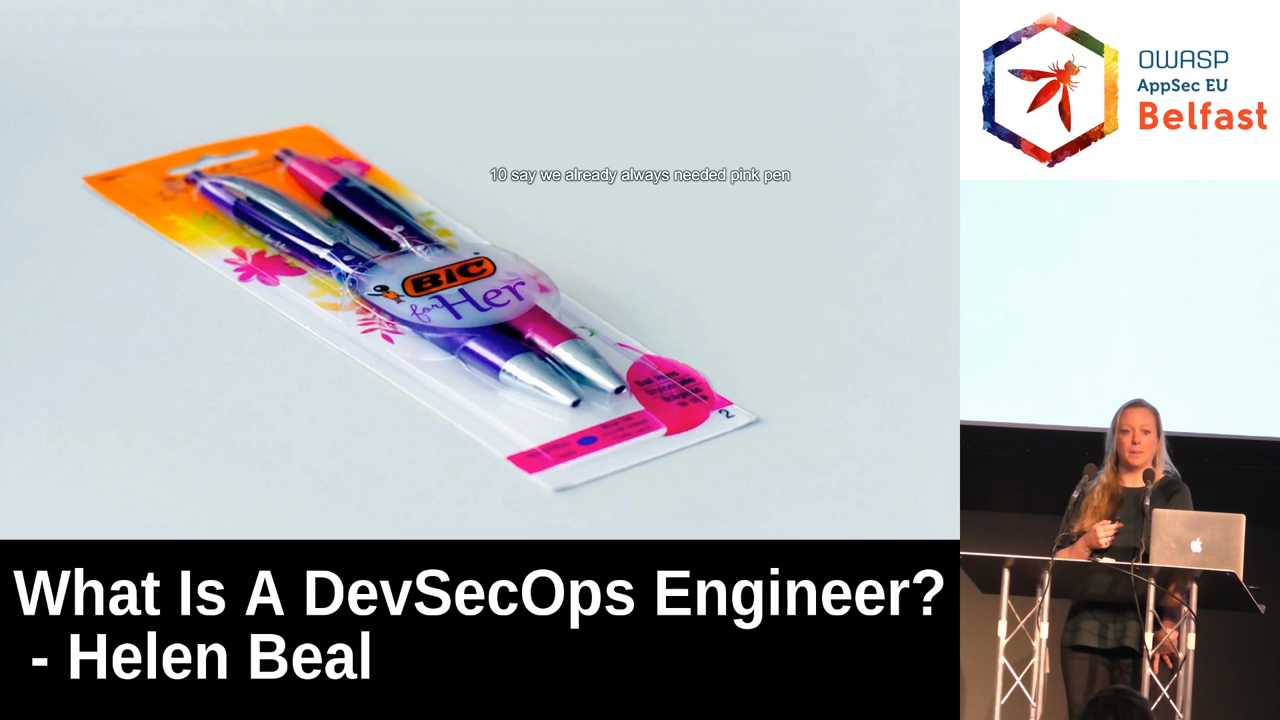 10 say we already always needed pink pen
BIC
for Her
2
What Is A DevSecOps Engineer?
- Helen Beal
OWASP
AppSec EU
Belfast